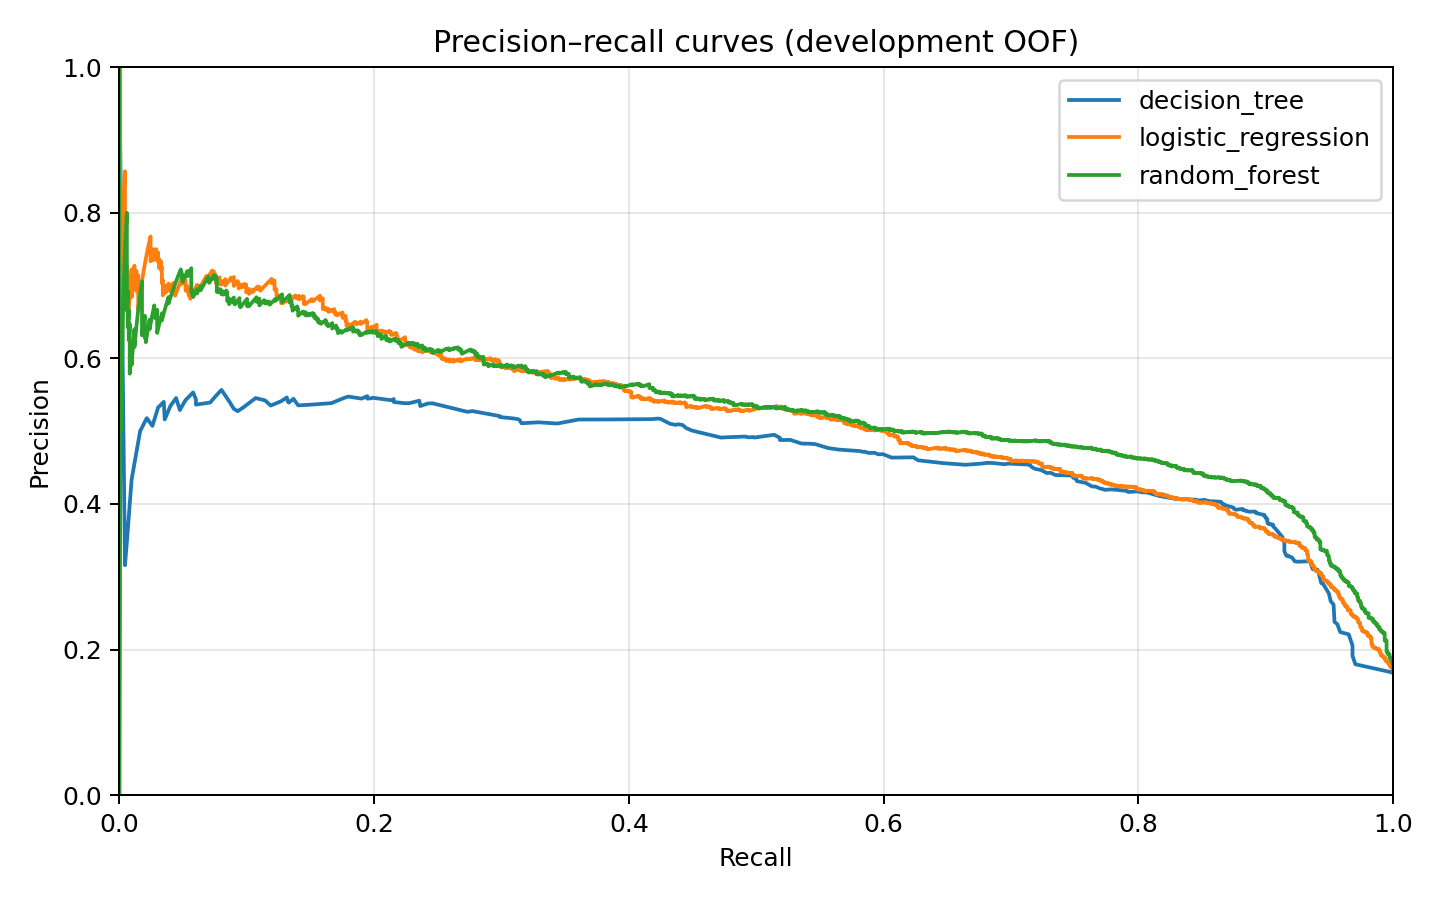 Precision–recall curves (development OOF)
1.0
0.8
0.6
0.4
0.2
0.0
Precision
decision_tree
logistic_regression
random_forest
0.0 0.2 0.4 0.6 0.8 1.0
Recall